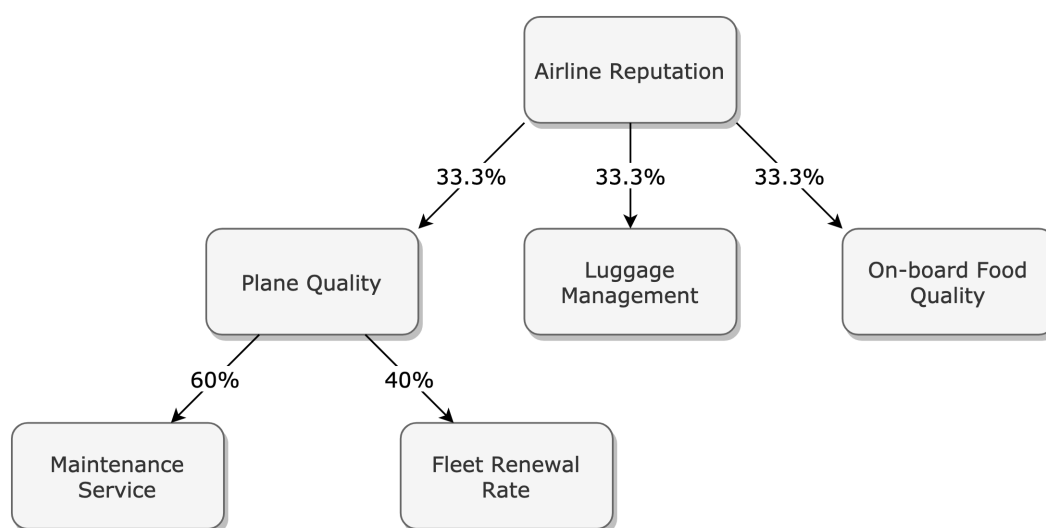 Airline Reputation
33.3%
33.3%
33.3%
Plane Quality
Luggage
Management
On-board Food
Quality
60%
40%
Maintenance
Service
Fleet Renewal
Rate